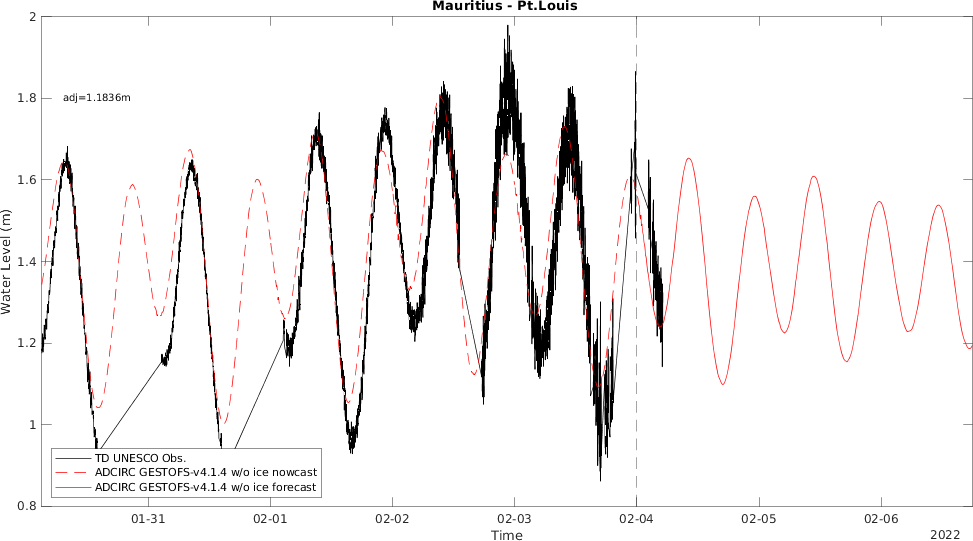 Mauritius - Pt.Louis
2
1.8
1.6
1.4
1.2
1
0.8
Water Level (m)
adj=1.1836m
TD UNESCO Obs.
ADCIRC GESTOFS-v4.1.4 w/o ice nowcast
ADCIRC GESTOFS-v4.1.4 w/o ice forecast
01-31 02-01 02-02 02-03 02-04 02-05 02-06
Time
2022